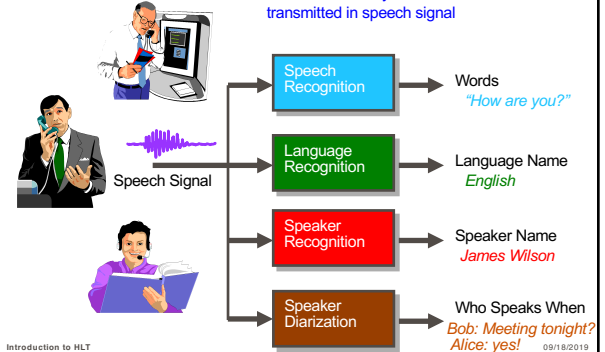 transmitted in speech signal
Speech
Recognition
Words
"How are you?"
Language
Recognition
Language Name
English
Speech Signal
Speaker
Recognition
Speaker Name
James Wilson
Speaker
Diarization
Who Speaks When
Bob: Meeting tonight?
Alice: yes!
Introduction to HLT
09/18/2019